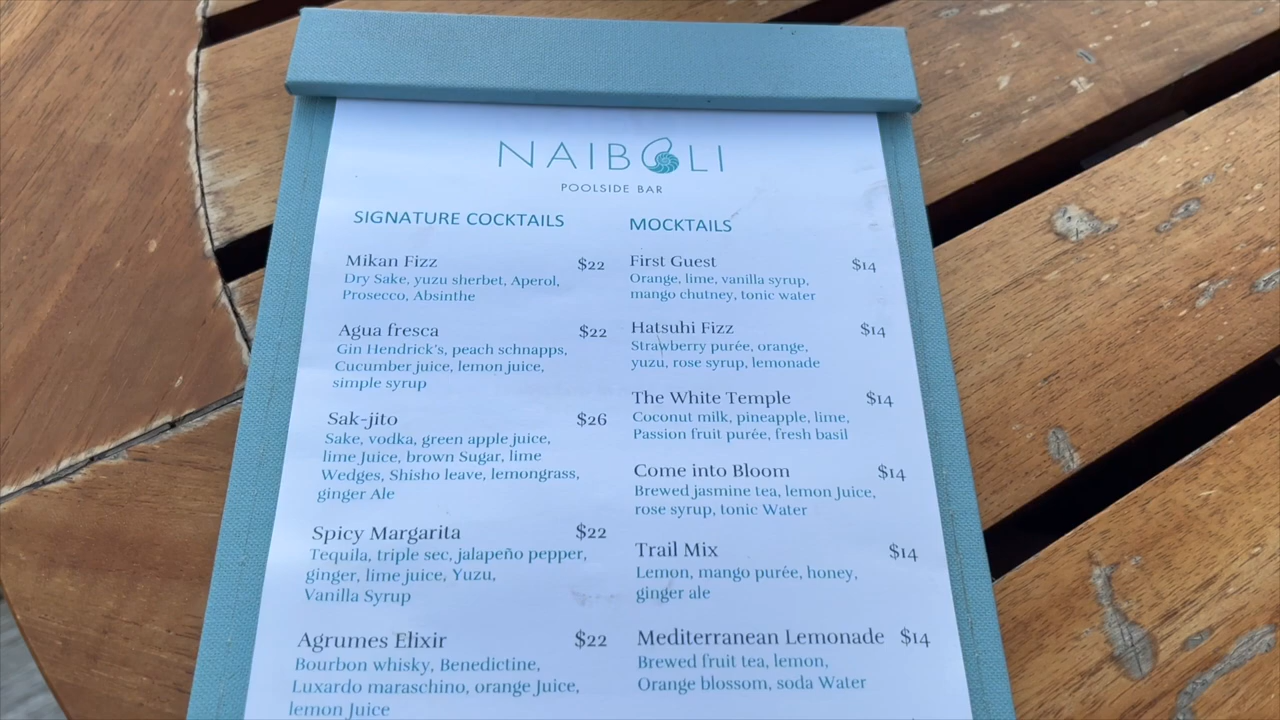 NAIBOLI
POOLSIDE BAR
SIGNATURE COCKTAILS
Mikan Fizz $22
Dry Sake, yuzu sherbet, Aperol,
Prosecco, Absinthe
Agua fresca $22
Gin Hendrick's, peach schnapps,
Cucumber juice, lemon juice,
simple syrup
Sak-jito $26
Sake, vodka, green apple juice,
lime Juice, brown Sugar, lime
Wedges, Shisho leave, lemongrass,
ginger Ale
Spicy Margarita $22
Tequila, triple sec, jalapeño pepper,
ginger, lime juice, Yuzu,
Vanilla Syrup
Agrumes Elixir $22
Bourbon whisky, Benedictine,
Luxardo maraschino, orange Juice,
lemon Juice
MOCKTAILS
First Guest $14
Orange, lime, vanilla syrup,
mango chutney, tonic water
Hatsuhi Fizz $14
Strawberry purée, orange,
yuzu, rose syrup, lemonade
The White Temple $14
Coconut milk, pineapple, lime,
Passion fruit purée, fresh basil
Come into Bloom $14
Brewed jasmine tea, lemon Juice,
rose syrup, tonic Water
Trail Mix $14
Lemon, mango purée, honey,
ginger ale
Mediterranean Lemonade $14
Brewed fruit tea, lemon,
Orange blossom, soda Water